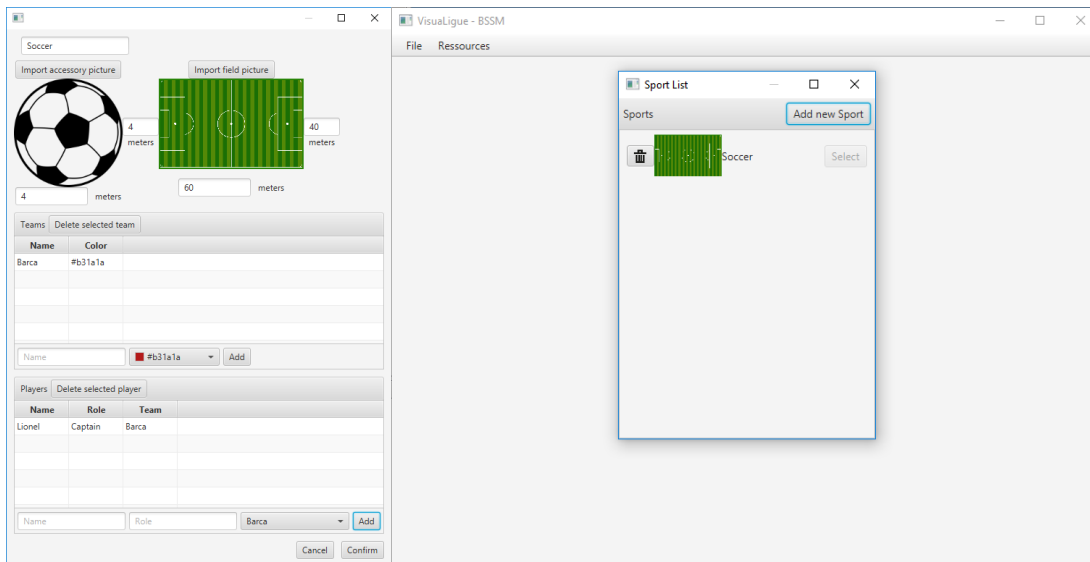 Soccer
Import accessory picture
Import field picture
4
meters
40
meters
60
meters
4
meters
Teams Delete selected team
Name Color
Barca #b31a1a
Name #b31a1a Add
Players Delete selected player
Name Role Team
Lionel Captain Barca
Name Role Barca Add
Cancel Confirm
VisuaLigue - BSSM
File Ressources
Sport List
Sports Add new Sport
Soccer Select